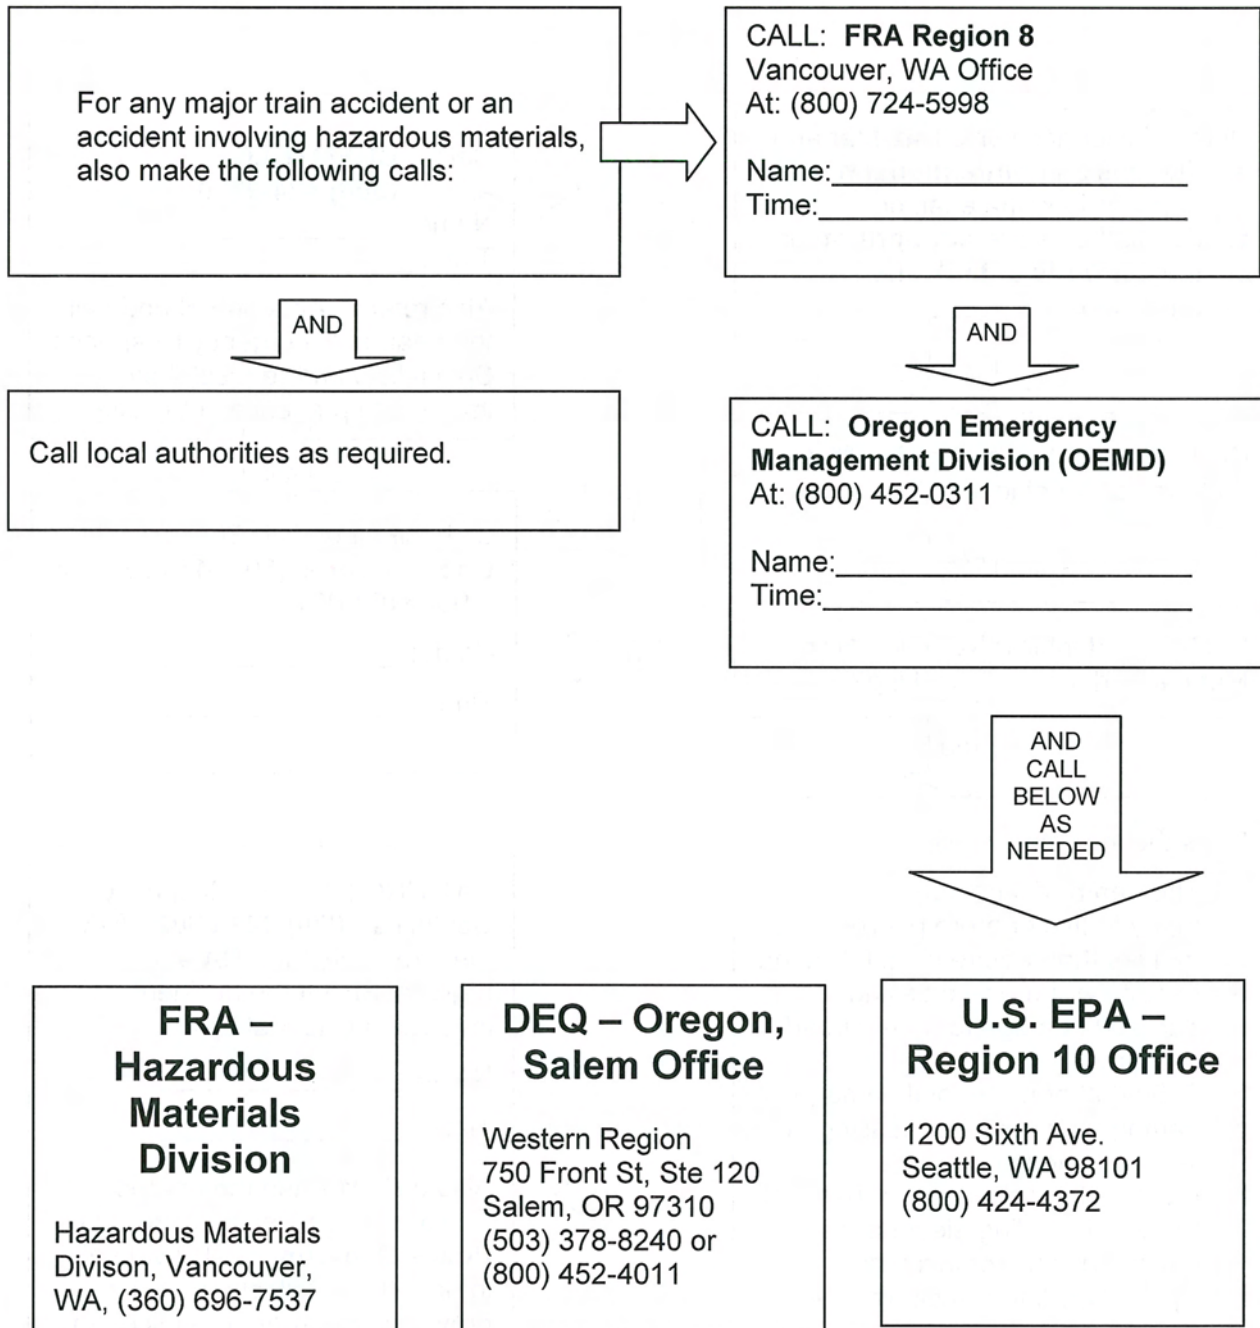 For any major train accident or an
accident involving hazardous materials,
also make the following calls:
CALL: FRA Region 8
Vancouver, WA Office
At: (800) 724-5998
Name:
Time:
AND
AND
Call local authorities as required.
CALL: Oregon Emergency
Management Division (OEMD)
At: (800) 452-0311
Name:
Time:
AND
CALL
BELOW
AS
NEEDED
FRA –
Hazardous
Materials
Division
Hazardous Materials
Divison, Vancouver,
WA, (360) 696-7537
DEQ – Oregon,
Salem Office
Western Region
750 Front St, Ste 120
Salem, OR 97310
(503) 378-8240 or
(800) 452-4011
U.S. EPA –
Region 10 Office
1200 Sixth Ave.
Seattle, WA 98101
(800) 424-4372